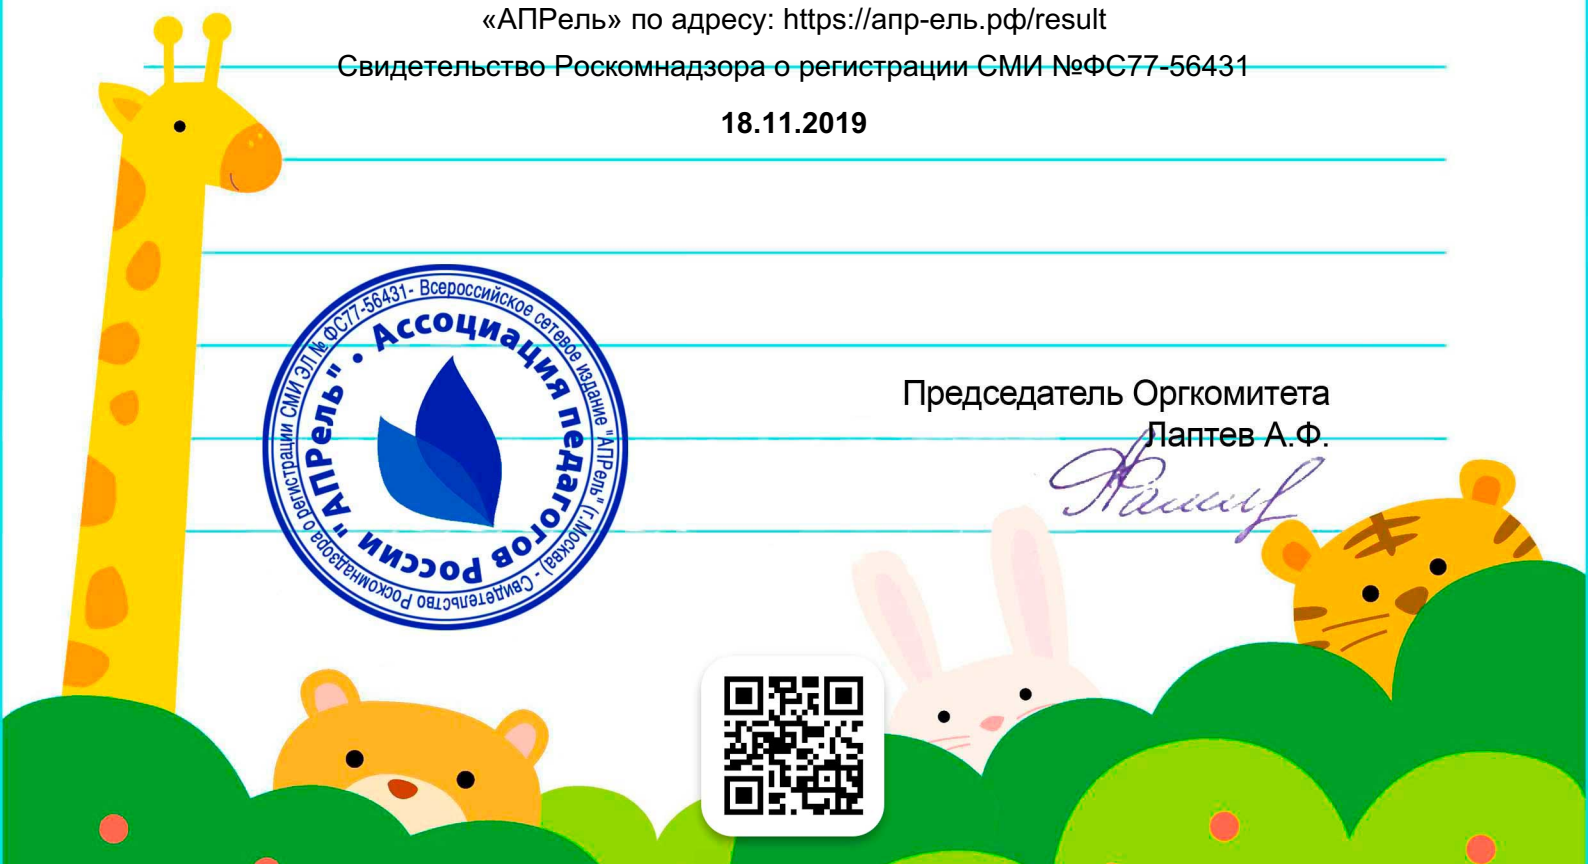 «АПРель» по адресу: https://апр-ель.рф/result
Свидетельство Роскомнадзора о регистрации СМИ №ФС77-56431
18.11.2019
Свидетельство Роскомнадзора о регистрации СМИ ЭЛ № ФС77-56431- Всероссийское сетевое издание "АПРель" (г.Москва) -
Ассоциация педагогов России "АПРель" •
Председатель Оргкомитета
Лаптев А.Ф.